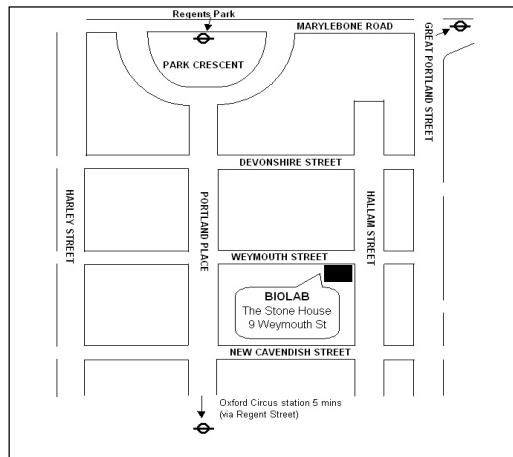 Regents Park
MARYLEBONE ROAD
GREAT PORTLAND STREET
PARK CRESCENT
DEVONSHIRE STREET
HARLEY STREET
PORTLAND PLACE
HALLAM STREET
WEYMOUTH STREET
BIOLAB
The Stone House
9 Weymouth St
NEW CAVENDISH STREET
Oxford Circus station 5 mins
(via Regent Street)